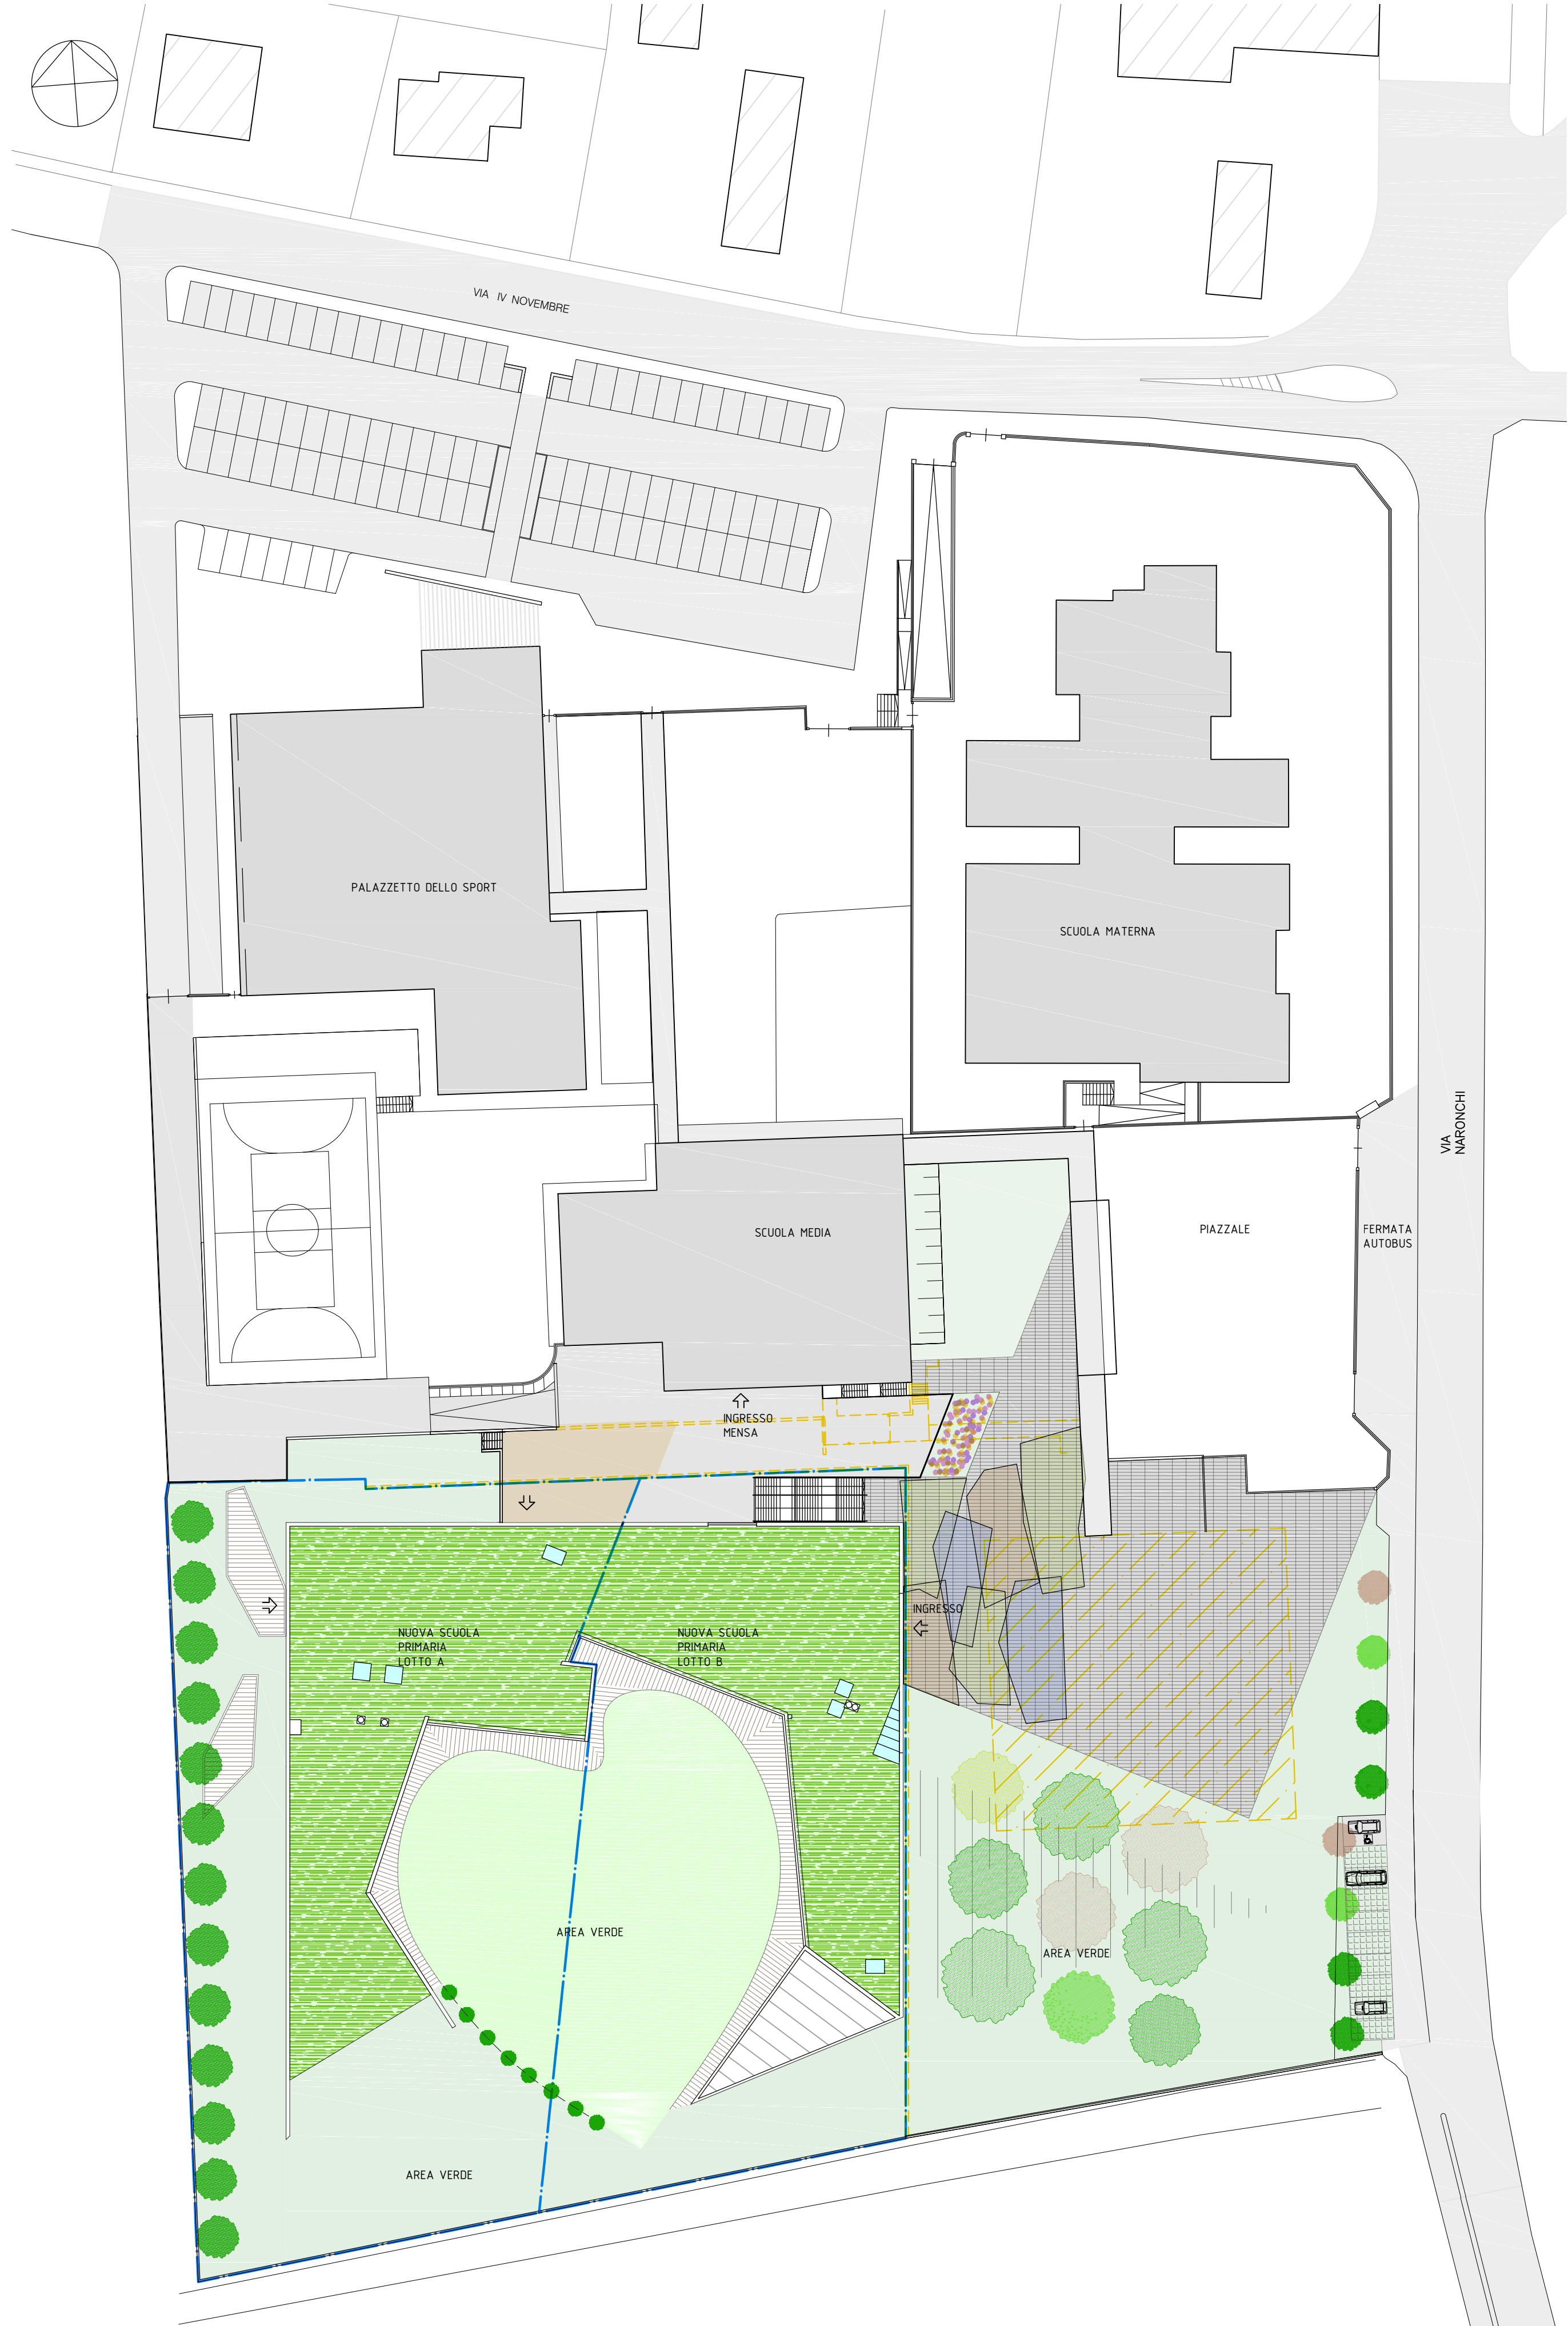 VIA IV NOVEMBRE
PALAZZETTO DELLO SPORT
SCUOLA MATERNA
VIA
NARONCHI
SCUOLA MEDIA
PIAZZALE
FERMATA
AUTOBUS
INGRESSO
MENSA
INGRESSO
NUOVA SCUOLA
PRIMARIA
LOTTO A
NUOVA SCUOLA
PRIMARIA
LOTTO B
AREA VERDE
AREA VERDE
AREA VERDE